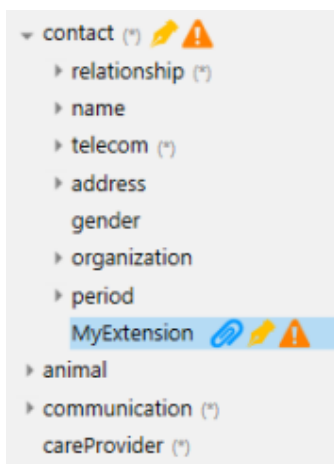 contact (*)
relationship (*)
name
telecom (*)
address
gender
organization
period
MyExtension
animal
communication (*)
careProvider (*)